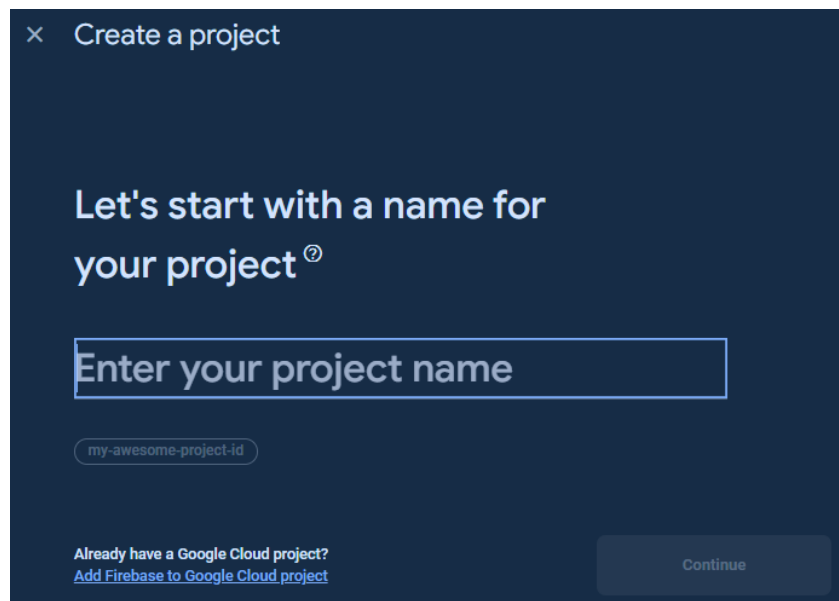 Create a project
Let's start with a name for
your project
Enter your project name
my-awesome-project-id
Already have a Google Cloud project?
Add Firebase to Google Cloud project
Continue